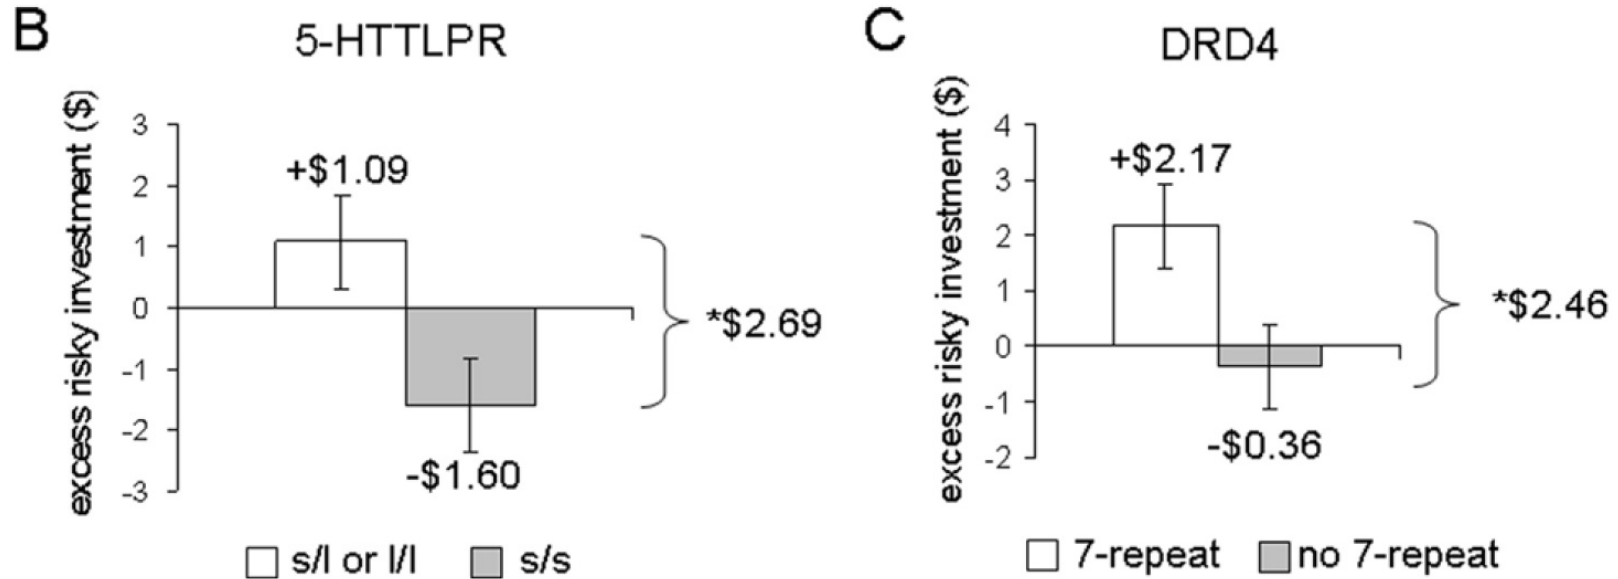 B
5-HTTLPR
excess risky investment ($)
3
2
1
0
-1
-2
-3
+$1.09
-$1.60
*$2.69
s/l or l/l
s/s
C
DRD4
excess risky investment ($)
4
3
2
1
0
-1
-2
+$2.17
-$0.36
*$2.46
7-repeat
no 7-repeat